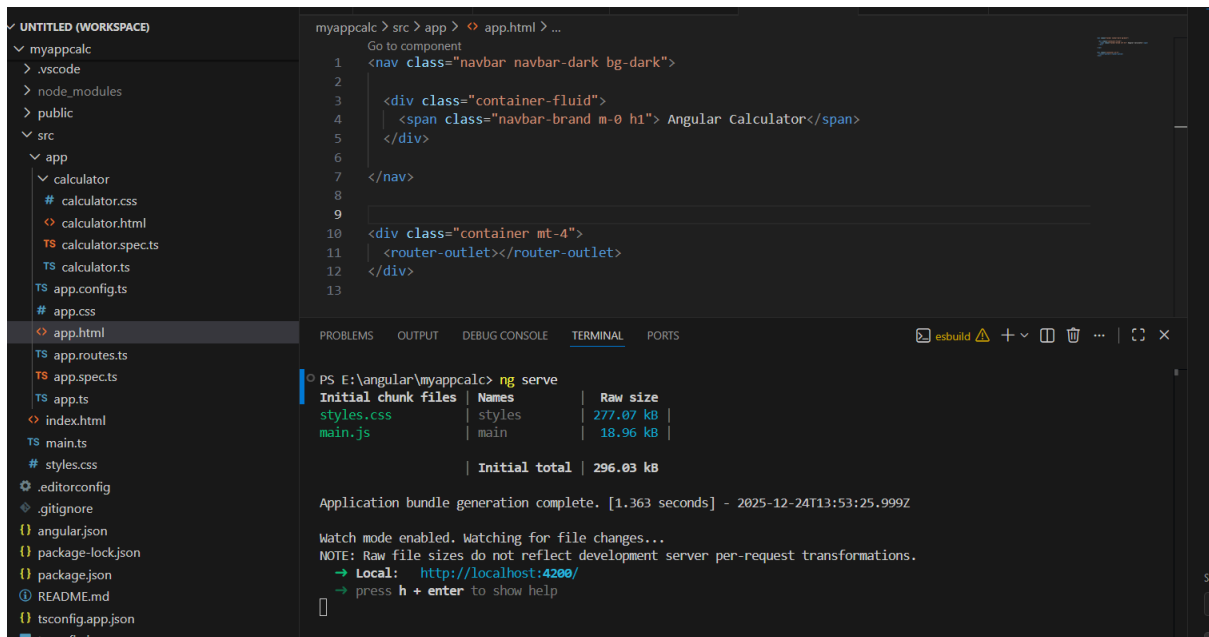 UNTITLED (WORKSPACE)
myappcalc
.vscode
node_modules
public
src
app
calculator
# calculator.css
<> calculator.html
TS calculator.spec.ts
TS calculator.ts
TS app.config.ts
# app.css
<> app.html
TS app.routes.ts
TS app.spec.ts
TS app.ts
<> index.html
TS main.ts
# styles.css
.editorconfig
.gitignore
{} angular.json
{} package-lock.json
{} package.json
README.md
{} tsconfig.app.json
myappcalc > src > app > <> app.html > ...
Go to component
1 <nav class="navbar navbar-dark bg-dark">
2
3 <div class="container-fluid">
4 <span class="navbar-brand m-0 h1"> Angular Calculator</span>
5 </div>
6
7 </nav>
8
9
10 <div class="container mt-4">
11 <router-outlet></router-outlet>
12 </div>
13
PROBLEMS OUTPUT DEBUG CONSOLE TERMINAL PORTS esbuild
PS E:\angular\myappcalc> ng serve
Initial chunk files | Names | Raw size
styles.css | styles | 277.07 kB |
main.js | main | 18.96 kB |
| Initial total | 296.03 kB
Application bundle generation complete. [1.363 seconds] - 2025-12-24T13:53:25.999Z
Watch mode enabled. Watching for file changes...
NOTE: Raw file sizes do not reflect development server per-request transformations.
→ Local: http://localhost:4200/
→ press h + enter to show help